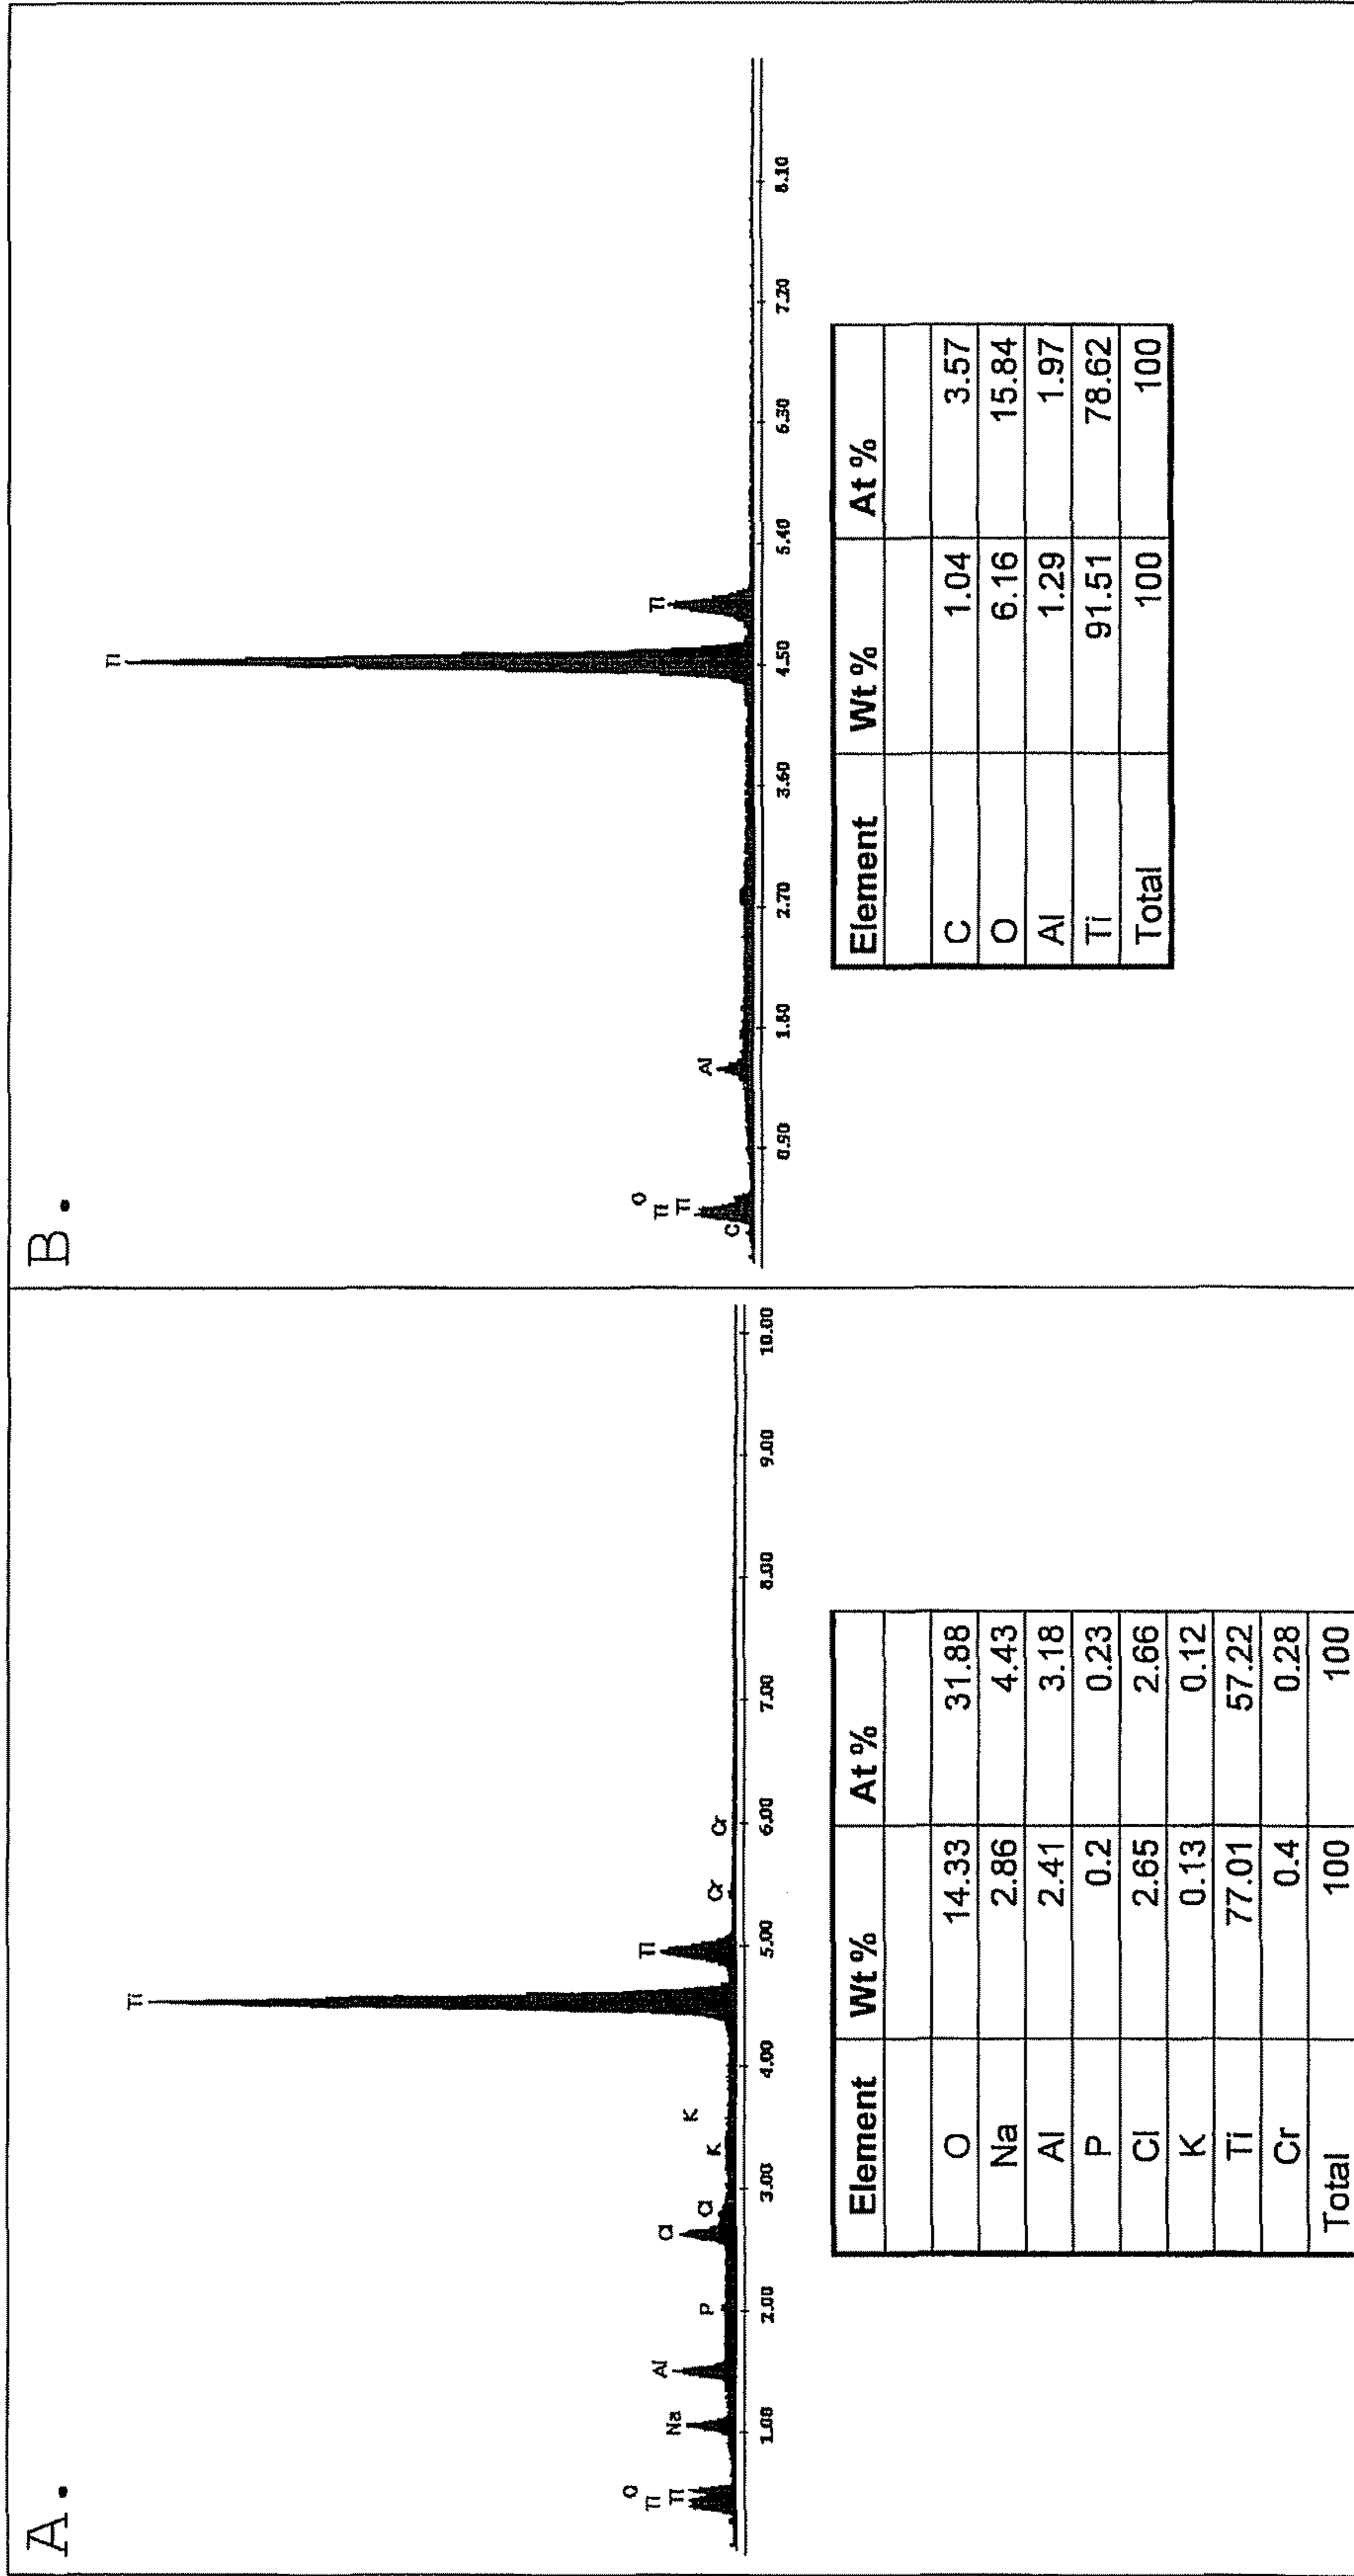 A.
Ti
O
Ti
Ti
Na
Al
P
Cl
Cl
K
K
Ti
Cr
Cr
1.00 2.00 3.00 4.00 5.00 6.00 7.00 8.00 9.00 10.00
Element Wt % At %
O 14.33 31.88
Na 2.86 4.43
Al 2.41 3.18
P 0.2 0.23
Cl 2.65 2.66
K 0.13 0.12
Ti 77.01 57.22
Cr 0.4 0.28
Total 100 100
B.
Ti
O
Ti
Ti
C
Al
Ti
0.90 1.80 2.70 3.60 4.50 5.40 6.30 7.20 8.10
Element Wt % At %
C 1.04 3.57
O 6.16 15.84
Al 1.29 1.97
Ti 91.51 78.62
Total 100 100